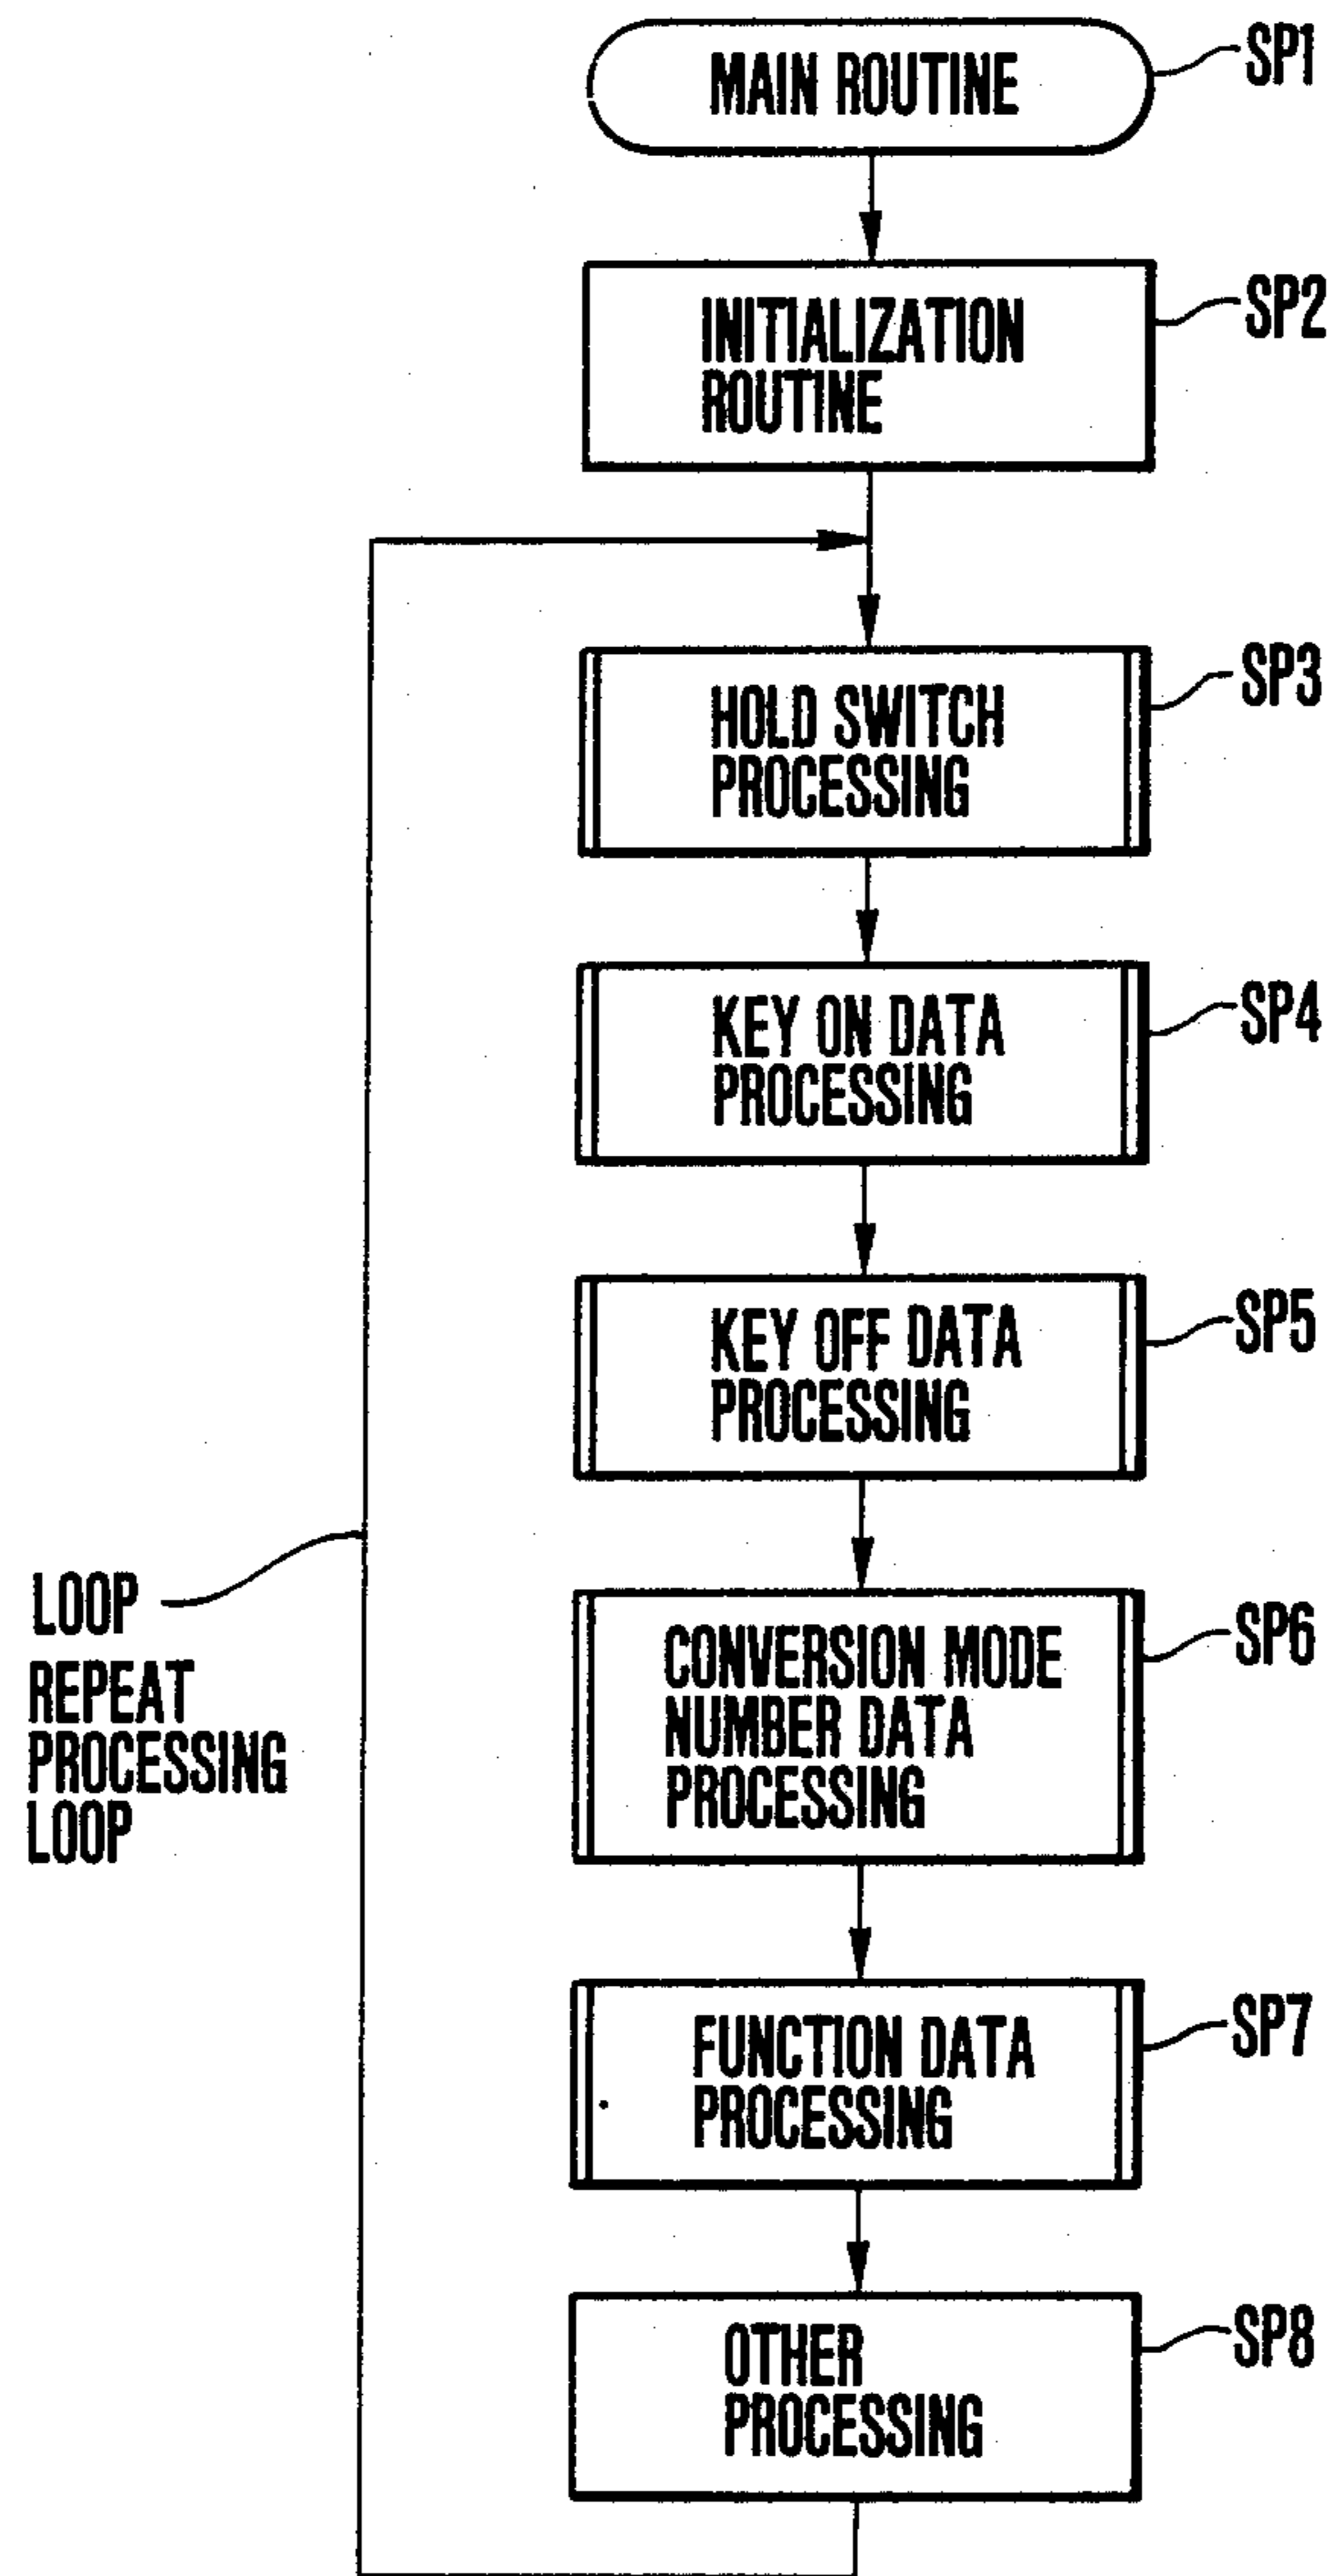 MAIN ROUTINE
SP1
INITIALIZATION
ROUTINE
SP2
HOLD SWITCH
PROCESSING
SP3
KEY ON DATA
PROCESSING
SP4
KEY OFF DATA
PROCESSING
SP5
LOOP
REPEAT
PROCESSING
LOOP
CONVERSION MODE
NUMBER DATA
PROCESSING
SP6
FUNCTION DATA
PROCESSING
SP7
OTHER
PROCESSING
SP8